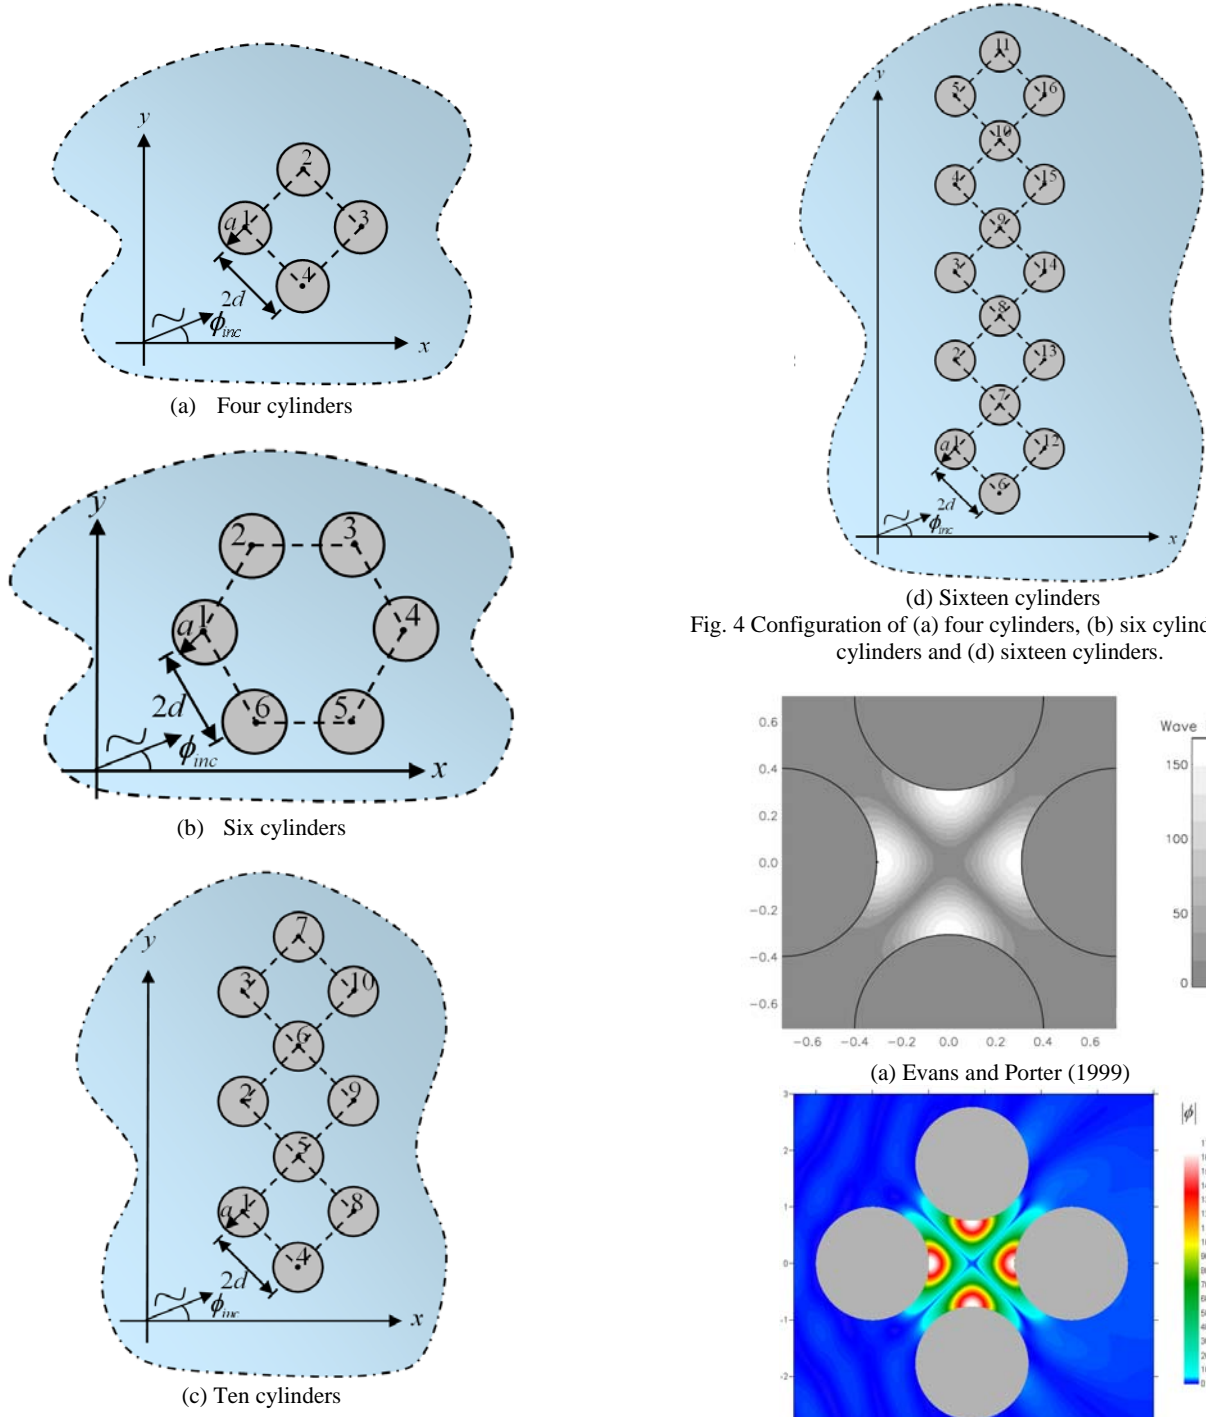 y
2
a 1
3
4
2d
ϕinc
x
(a) Four cylinders
y
2
3
a 1
4
2d
6
5
ϕinc
x
(b) Six cylinders
7
y
3
10
6
2
9
5
a 1
8
4
2d
ϕinc
x
(c) Ten cylinders
11
y
5
16
10
4
15
9
3
14
8
2
13
7
a 1
12
6
2d
ϕinc
x
(d) Sixteen cylinders
Fig. 4 Configuration of (a) four cylinders, (b) six
cylinders and (d) sixteen cylinders.
0.6
0.4
0.2
0.0
−0.2
−0.4
−0.6
−0.6 −0.4 −0.2 0.0 0.2 0.4 0.6
Wave
150
100
50
0
(a) Evans and Porter (1999)
3
2
1
0
-1
-2
|ϕ|